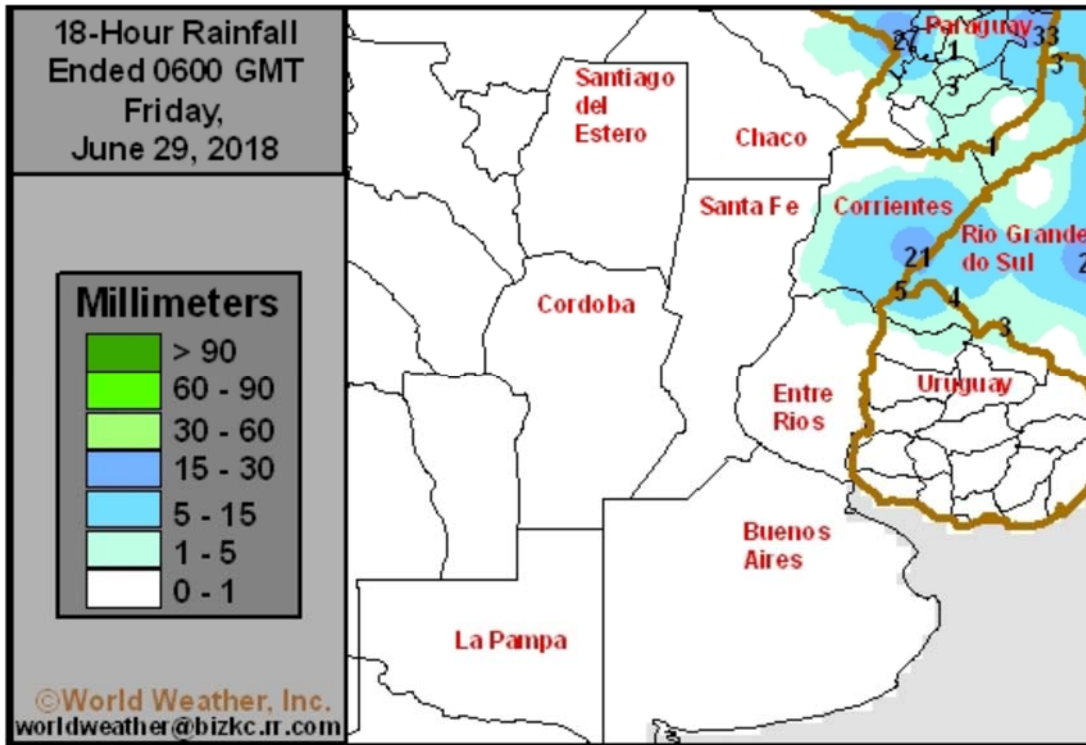 18-Hour Rainfall
Ended 0600 GMT
Friday,
June 29, 2018
Millimeters
> 90
60 - 90
30 - 60
15 - 30
5 - 15
1 - 5
0 - 1
©World Weather, Inc.
worldweather@bizkc.rr.com
Paraguay
27
1
33
3
3
1
Santiago
del
Estero
Chaco
Santa Fe
Corrientes
Rio Grande
do Sul
21
2
5
4
3
Cordoba
Entre
Rios
Uruguay
Buenos
Aires
La Pampa